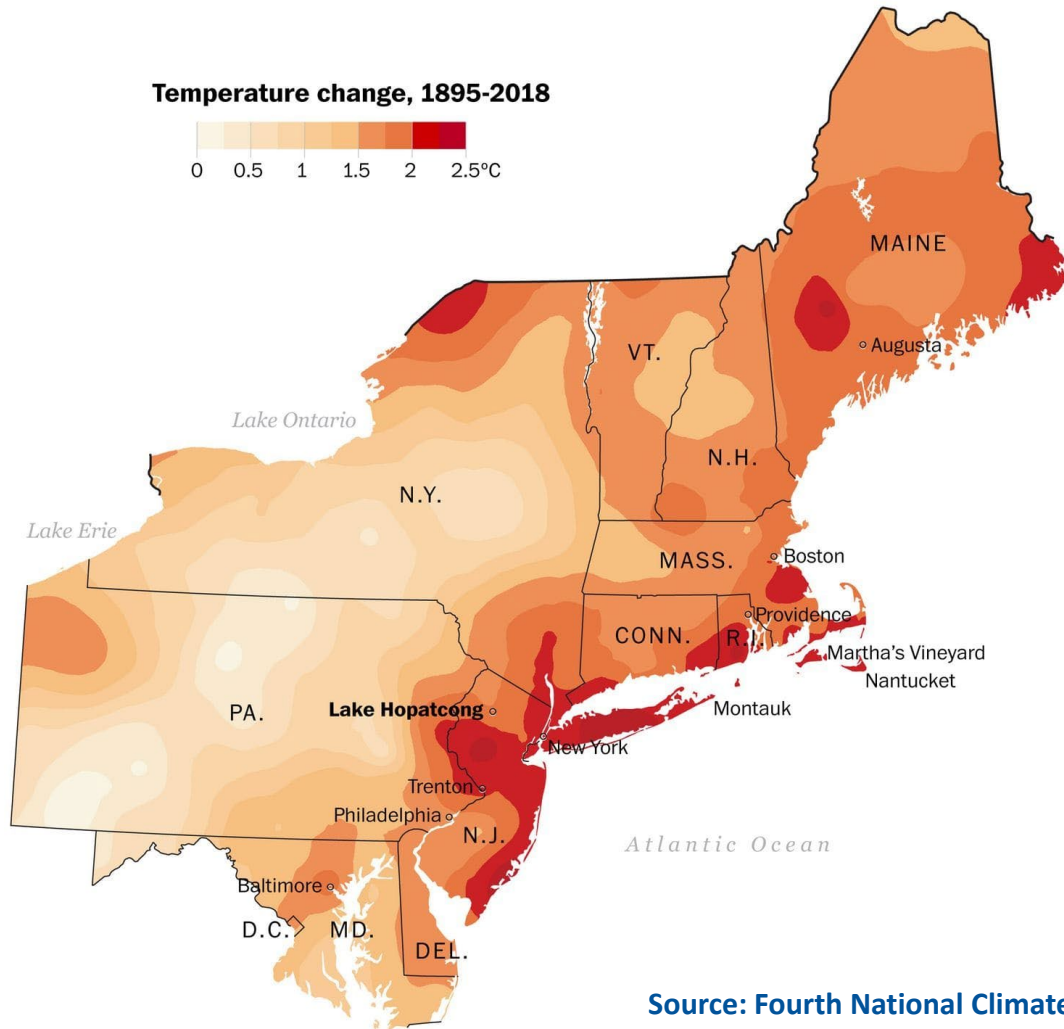 Temperature change, 1895-2018
0 0.5 1 1.5 2 2.5°C
MAINE
Augusta
VT.
Lake Ontario
N.H.
N.Y.
Lake Erie
MASS.
Boston
Providence
CONN.
R.I.
Martha's Vineyard
Nantucket
Lake Hopatcong
PA.
Montauk
New York
Trenton
Philadelphia
N.J.
Atlantic Ocean
Baltimore
D.C.
MD.
DEL.
Source: Fourth National Climate